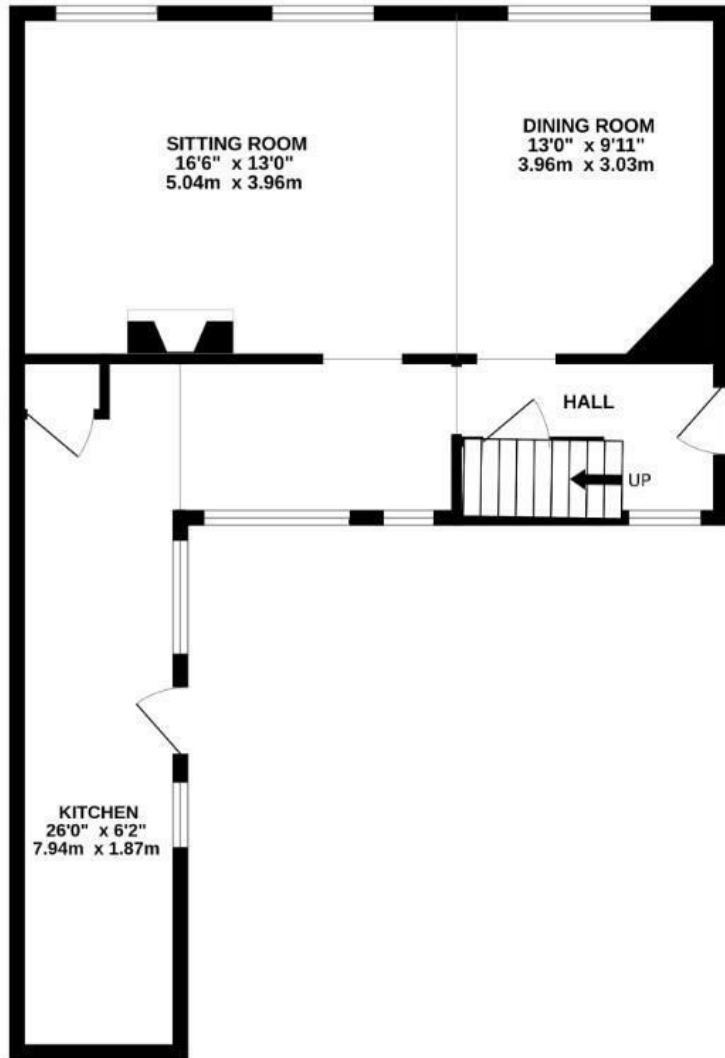 SITTING ROOM
16'6" x 13'0"
5.04m x 3.96m
DINING ROOM
13'0" x 9'11"
3.96m x 3.03m
HALL
UP
KITCHEN
26'0" x 6'2"
7.94m x 1.87m